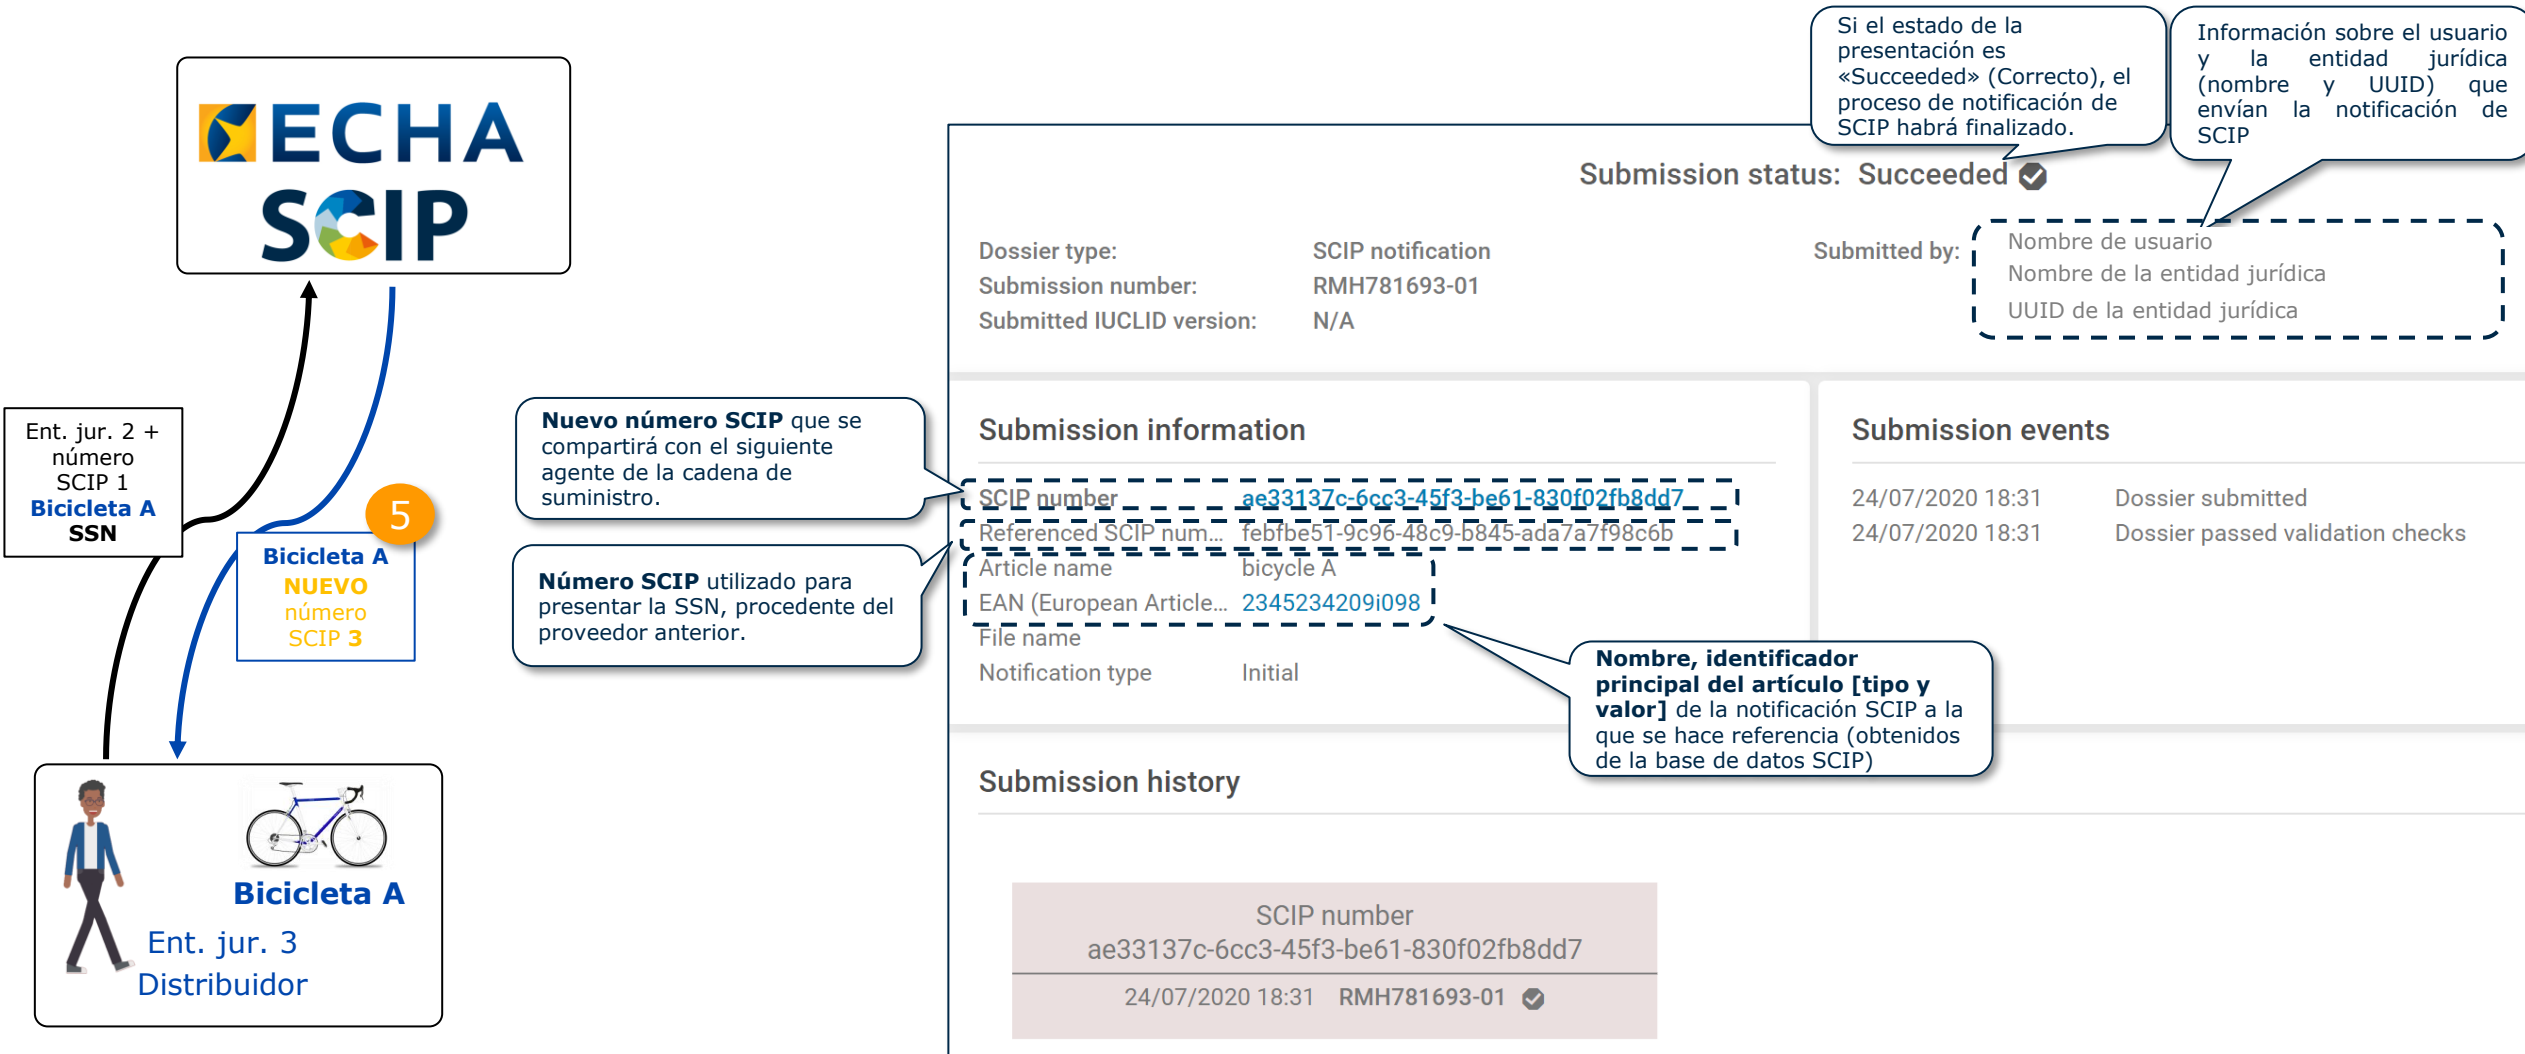 ECHA
SCIP
Ent. jur. 2 +
número
SCIP 1
Bicicleta A
SSN
5
Bicicleta A
NUEVO
número
SCIP 3
Bicicleta A
Ent. jur. 3
Distribuidor
Si el estado de la
presentación es
«Succeeded» (Correcto), el
proceso de notificación de
SCIP habrá finalizado.
Información sobre el usuario
y la entidad jurídica
(nombre y UUID) que
envían la notificación de
SCIP
Submission status: Succeeded
Dossier type: SCIP notification
Submission number: RMH781693-01
Submitted IUCLID version: N/A
Submitted by:
Nombre de usuario
Nombre de la entidad jurídica
UUID de la entidad jurídica
Nuevo número SCIP que se
compartirá con el siguiente
agente de la cadena de
suministro.
Número SCIP utilizado para
presentar la SSN, procedente del
proveedor anterior.
Submission information
SCIP number ae33137c-6cc3-45f3-be61-830f02fb8dd7
Referenced SCIP num... febfbe51-9c96-48c9-b845-ada7a7f98c6b
Article name bicycle A
EAN (European Article... 2345234209i098
File name
Notification type Initial
Submission events
24/07/2020 18:31 Dossier submitted
24/07/2020 18:31 Dossier passed validation checks
Nombre, identificador
principal del artículo [tipo y
valor] de la notificación SCIP a la
que se hace referencia (obtenidos
de la base de datos SCIP)
Submission history
SCIP number
ae33137c-6cc3-45f3-be61-830f02fb8dd7
24/07/2020 18:31 RMH781693-01